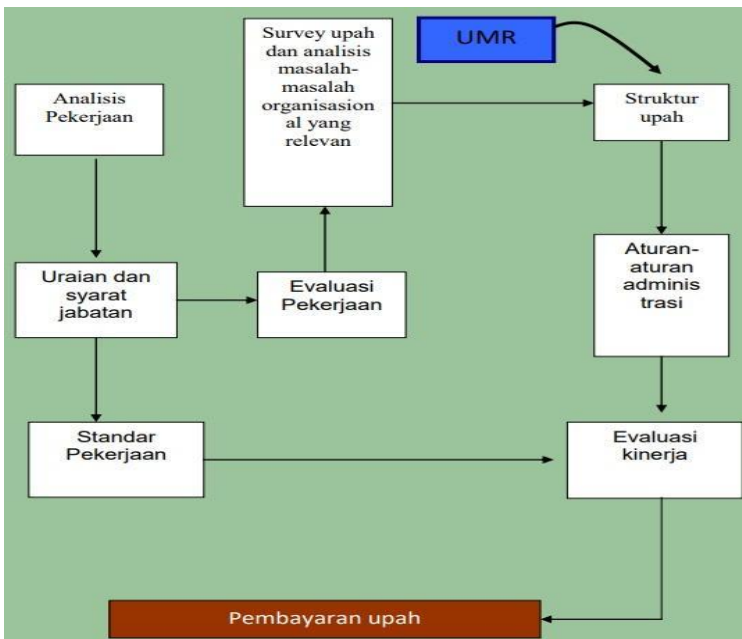 Analisis
Pekerjaan
Survey upah
dan analisis
masalah-
masalah
organisasion
al yang
relevan
UMR
Struktur
upah
Uraian dan
syarat
jabatan
Evaluasi
Pekerjaan
Aturan-
aturan
adminis
trasi
Standar
Pekerjaan
Evaluasi
kinerja
Pembayaran upah